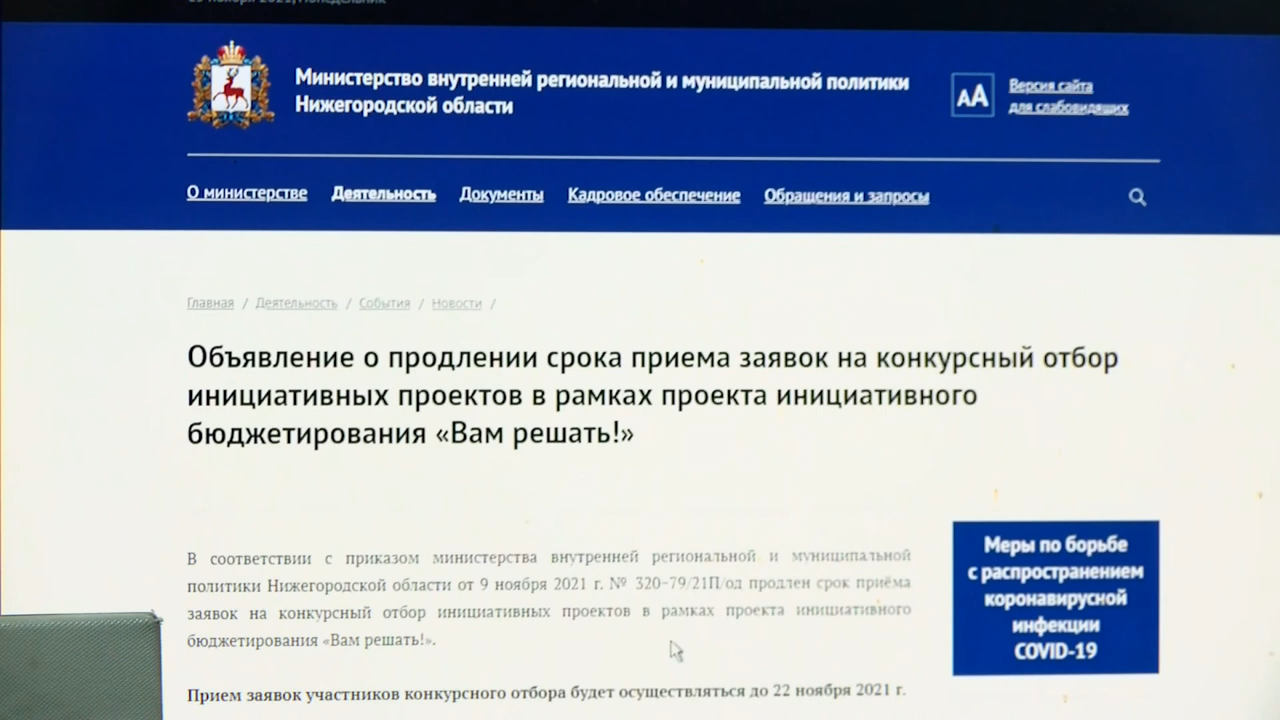 2021, Понедельник
Министерство внутренней региональной и муниципальной политики
Нижегородской области
АА
Версия сайта
для слабовидящих
О министерстве Деятельность Документы Кадровое обеспечение Обращения и запросы
Главная / Деятельность / События / Новости /
Объявление о продлении срока приема заявок на конкурсный отбор
инициативных проектов в рамках проекта инициативного
бюджетирования «Вам решать!»
В соответствии с приказом министерства внутренней региональной и муниципальной
политики Нижегородской области от 9 ноября 2021 г. № 320-79/21П/од продлен срок приёма
заявок на конкурсный отбор инициативных проектов в рамках проекта инициативного
бюджетирования «Вам решать!».
Меры по борьбе
с распространением
коронавирусной
инфекции
COVID-19
Прием заявок участников конкурсного отбора будет осуществляться до 22 ноября 2021 г.